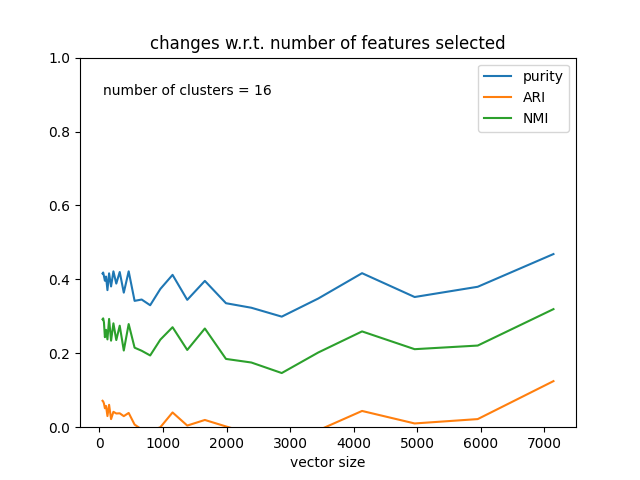 changes w.r.t. number of features selected
number of clusters = 16
purity
ARI
NMI
1.0
0.8
0.6
0.4
0.2
0.0
0 1000 2000 3000 4000 5000 6000 7000
vector size